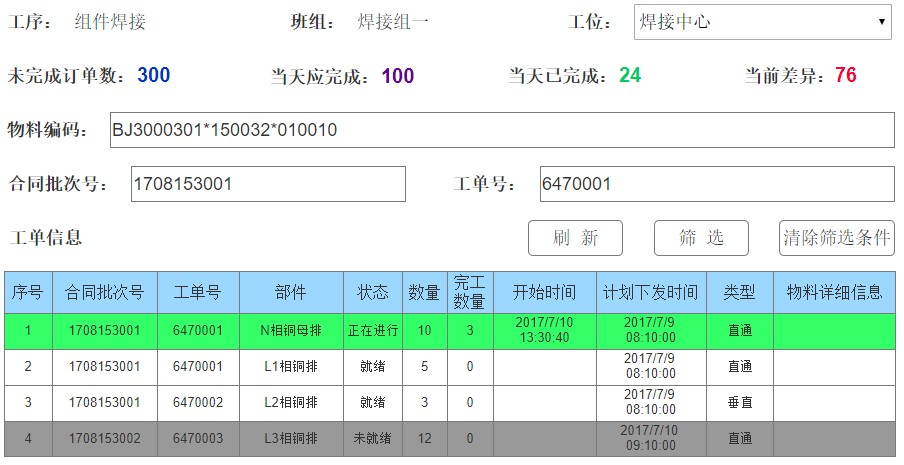 工序： 组件焊接 班组： 焊接组一 工位： 焊接中心
未完成订单数：300 当天应完成：100 当天已完成：24 当前差异：76
物料编码： BJ3000301*150032*010010
合同批次号： 1708153001 工单号： 6470001
工单信息 刷 新 筛 选 清除筛选条件
序号 合同批次号 工单号 部件 状态 数量 完工数量 开始时间 计划下发时间 类型 物料详细信息
1 1708153001 6470001 N相铜母排 正在进行 10 3 2017/7/10 13:30:40 2017/7/9 08:10:00 直通
2 1708153001 6470001 L1相铜排 就绪 5 0 2017/7/9 08:10:00 直通
3 1708153001 6470002 L2相铜排 就绪 3 0 2017/7/9 08:10:00 垂直
4 1708153002 6470003 L3相铜排 未就绪 12 0 2017/7/10 09:10:00 直通